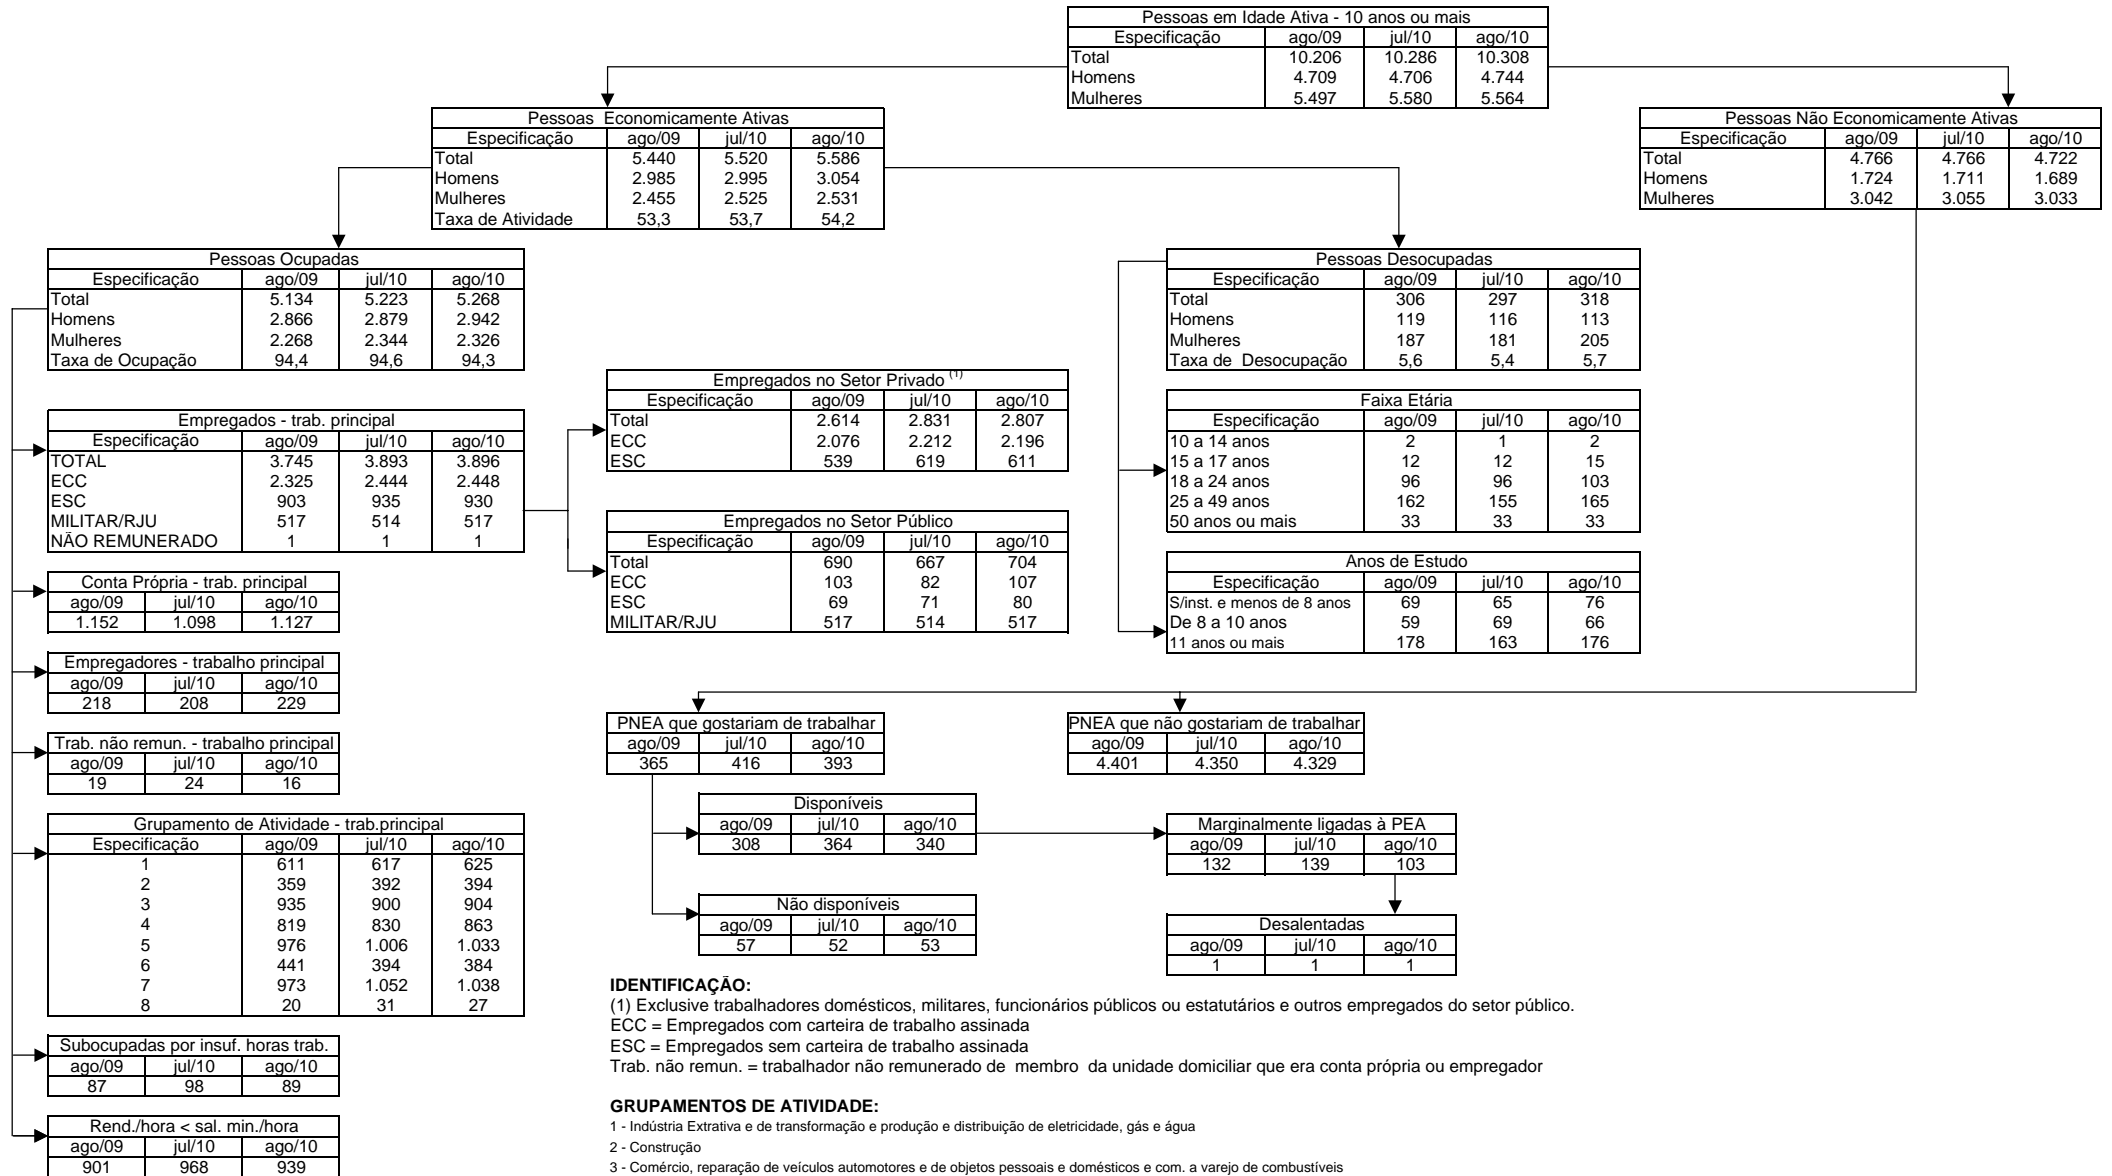 Pessoas em Idade Ativa - 10 anos ou mais
Especificação ago/09 jul/10 ago/10
Total 10.206 10.286 10.308
Homens 4.709 4.706 4.744
Mulheres 5.497 5.580 5.564
Pessoas Economicamente Ativas
Especificação ago/09 jul/10 ago/10
Total 5.440 5.520 5.586
Homens 2.985 2.995 3.054
Mulheres 2.455 2.525 2.531
Taxa de Atividade 53,3 53,7 54,2
Pessoas Não Economicamente Ativas
Especificação ago/09 jul/10 ago/10
Total 4.766 4.766 4.722
Homens 1.724 1.711 1.689
Mulheres 3.042 3.055 3.033
Pessoas Ocupadas
Especificação ago/09 jul/10 ago/10
Total 5.134 5.223 5.268
Homens 2.866 2.879 2.942
Mulheres 2.268 2.344 2.326
Taxa de Ocupação 94,4 94,6 94,3
Pessoas Desocupadas
Especificação ago/09 jul/10 ago/10
Total 306 297 318
Homens 119 116 113
Mulheres 187 181 205
Taxa de Desocupação 5,6 5,4 5,7
Empregados - trab. principal
Especificação ago/09 jul/10 ago/10
TOTAL 3.745 3.893 3.896
ECC 2.325 2.444 2.448
ESC 903 935 930
MILITAR/RJU 517 514 517
NÃO REMUNERADO 1 1 1
Empregados no Setor Privado (1)
Especificação ago/09 jul/10 ago/10
Total 2.614 2.831 2.807
ECC 2.076 2.212 2.196
ESC 539 619 611
Empregados no Setor Público
Especificação ago/09 jul/10 ago/10
Total 690 667 704
ECC 103 82 107
ESC 69 71 80
MILITAR/RJU 517 514 517
Faixa Etária
Especificação ago/09 jul/10 ago/10
10 a 14 anos 2 1 2
15 a 17 anos 12 12 15
18 a 24 anos 96 96 103
25 a 49 anos 162 155 165
50 anos ou mais 33 33 33
Anos de Estudo
Especificação ago/09 jul/10 ago/10
S/inst. e menos de 8 anos 69 65 76
De 8 a 10 anos 59 69 66
11 anos ou mais 178 163 176
Conta Própria - trab. principal
ago/09 jul/10 ago/10
1.152 1.098 1.127
Empregadores - trabalho principal
ago/09 jul/10 ago/10
218 208 229
Trab. não remun. - trabalho principal
ago/09 jul/10 ago/10
19 24 16
Grupamento de Atividade - trab.principal
Especificação ago/09 jul/10 ago/10
1 611 617 625
2 359 392 394
3 935 900 904
4 819 830 863
5 976 1.006 1.033
6 441 394 384
7 973 1.052 1.038
8 20 31 27
Subocupadas por insuf. horas trab.
ago/09 jul/10 ago/10
87 98 89
Rend./hora < sal. min./hora
ago/09 jul/10 ago/10
901 968 939
PNEA que gostariam de trabalhar
ago/09 jul/10 ago/10
365 416 393
PNEA que não gostariam de trabalhar
ago/09 jul/10 ago/10
4.401 4.350 4.329
Disponíveis
ago/09 jul/10 ago/10
308 364 340
Marginalmente ligadas à PEA
ago/09 jul/10 ago/10
132 139 103
Não disponíveis
ago/09 jul/10 ago/10
57 52 53
Desalentadas
ago/09 jul/10 ago/10
1 1 1
IDENTIFICAÇÃO:
(1) Exclusive trabalhadores domésticos, militares, funcionários públicos ou estatutários e outros empregados do setor público.
ECC = Empregados com carteira de trabalho assinada
ESC = Empregados sem carteira de trabalho assinada
Trab. não remun. = trabalhador não remunerado de membro da unidade domiciliar que era conta própria ou empregador
GRUPAMENTOS DE ATIVIDADE:
1 - Indústria Extrativa e de transformação e produção e distribuição de eletricidade, gás e água
2 - Construção
3 - Comércio, reparação de veículos automotores e de objetos pessoais e domésticos e com. a varejo de combustíveis